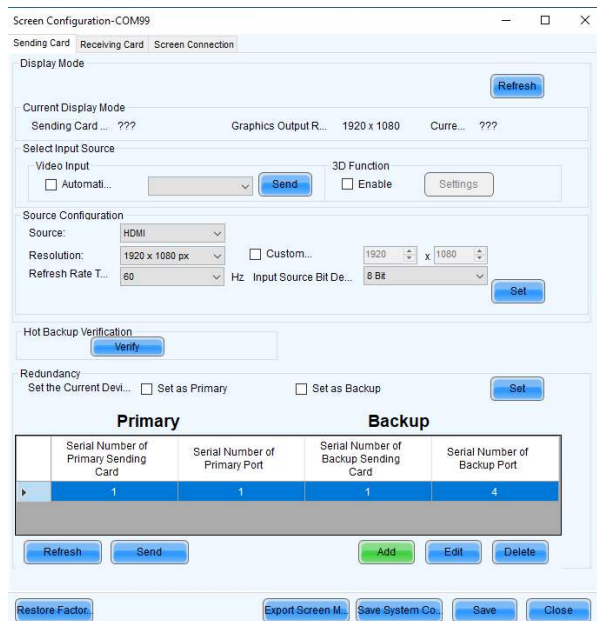 Screen Configuration-COM99
Sending Card Receiving Card Screen Connection
Display Mode
Refresh
Current Display Mode
Sending Card ... ??? Graphics Output R... 1920 x 1080 Curre... ???
Select Input Source
Video Input 3D Function
Automati... Send Enable Settings
Source Configuration
Source: HDMI
Resolution: 1920 x 1080 px Custom... 1920 x 1080
Refresh Rate T... 60 Hz Input Source Bit De... 8 Bit
Set
Hot Backup Verification
Verify
Redundancy
Set the Current Devi... Set as Primary Set as Backup Set
Primary Backup
Serial Number of Primary Sending Card Serial Number of Primary Port Serial Number of Backup Sending Card Serial Number of Backup Port
1 1 1 4
Refresh Send Add Edit Delete
Restore Factor... Export Screen M... Save System Co... Save Close